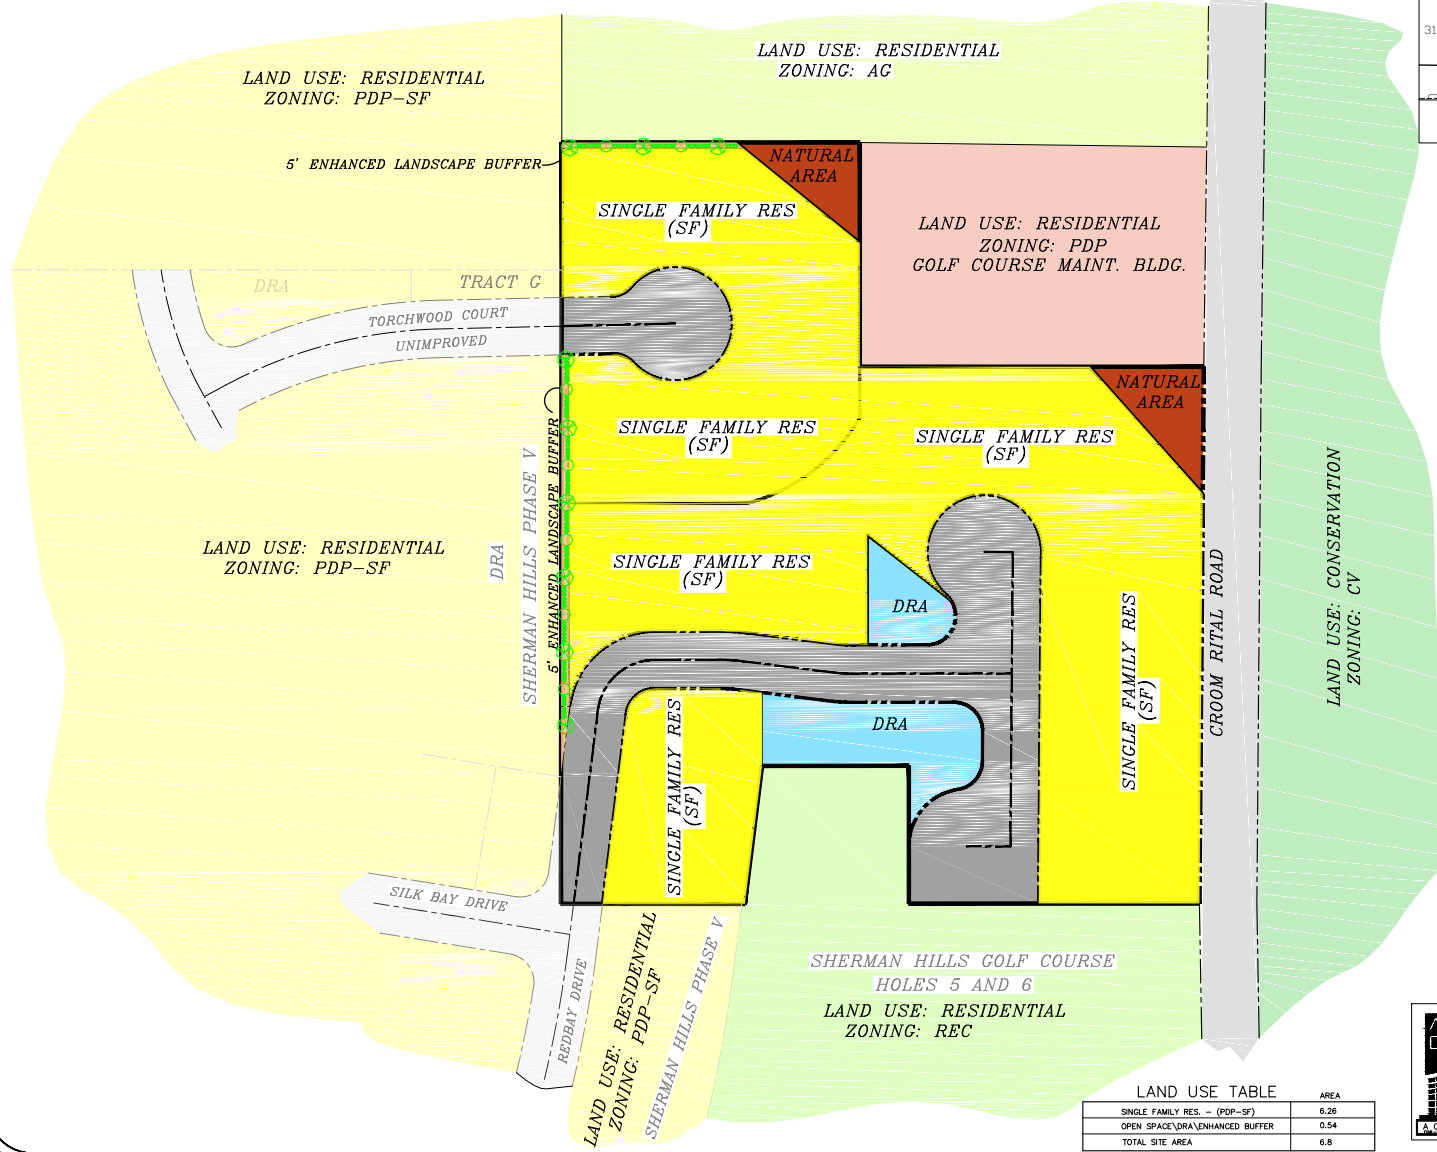 LAND USE: RESIDENTIAL
ZONING: AG
31
LAND USE: RESIDENTIAL
ZONING: PDP-SF
5' ENHANCED LANDSCAPE BUFFER
NATURAL
AREA
SINGLE FAMILY RES
(SF)
LAND USE: RESIDENTIAL
ZONING: PDP
GOLF COURSE MAINT. BLDG.
DRA
TRACT G
TORCHWOOD COURT
UNIMPROVED
NATURAL
AREA
SINGLE FAMILY RES
(SF)
SINGLE FAMILY RES
(SF)
5' ENHANCED LANDSCAPE BUFFER
SHERMAN HILLS PHASE V
DRA
LAND USE: RESIDENTIAL
ZONING: PDP-SF
SINGLE FAMILY RES
(SF)
DRA
SINGLE FAMILY RES
(SF)
CROOM RITAL ROAD
LAND USE: CONSERVATION
ZONING: CV
DRA
SINGLE FAMILY RES
(SF)
SILK BAY DRIVE
REDBAY DRIVE
LAND USE: RESIDENTIAL
ZONING: PDP-SF
SHERMAN HILLS PHASE V
SHERMAN HILLS GOLF COURSE
HOLES 5 AND 6
LAND USE: RESIDENTIAL
ZONING: REC
LAND USE TABLE AREA
SINGLE FAMILY RES. - (PDP-SF) 6.26
OPEN SPACE\DRA\ENHANCED BUFFER 0.54
TOTAL SITE AREA 6.8